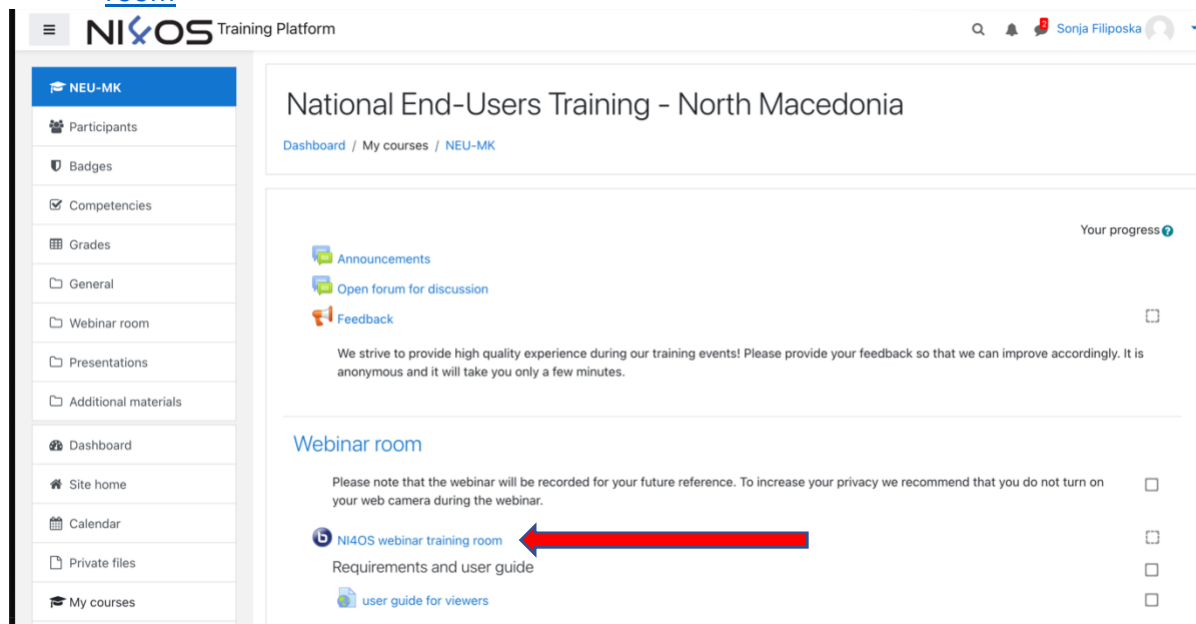 room
NI4OS Training Platform
2 Sonja Filiposka
NEU-MK
Participants
Badges
Competencies
Grades
General
Webinar room
Presentations
Additional materials
Dashboard
Site home
Calendar
Private files
My courses
National End-Users Training - North Macedonia
Dashboard / My courses / NEU-MK
Your progress ?
Announcements
Open forum for discussion
Feedback
We strive to provide high quality experience during our training events! Please provide your feedback so that we can improve accordingly. It is
anonymous and it will take you only a few minutes.
Webinar room
Please note that the webinar will be recorded for your future reference. To increase your privacy we recommend that you do not turn on
your web camera during the webinar.
b NI4OS webinar training room
Requirements and user guide
user guide for viewers